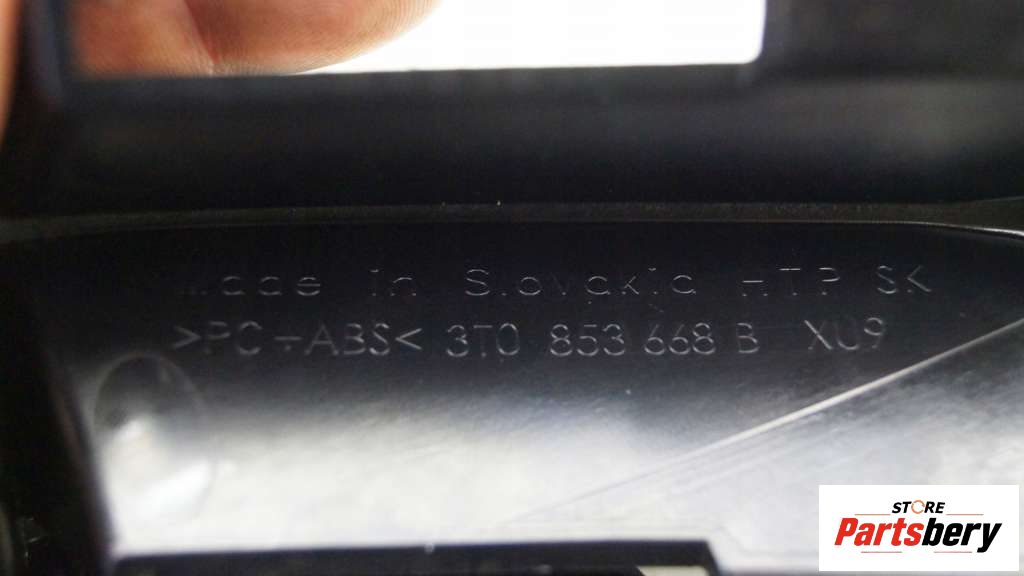 Made in Slovakia HTP SK
>PC+ABS< 3T0 853 668 B XU9
STORE
Partsbery